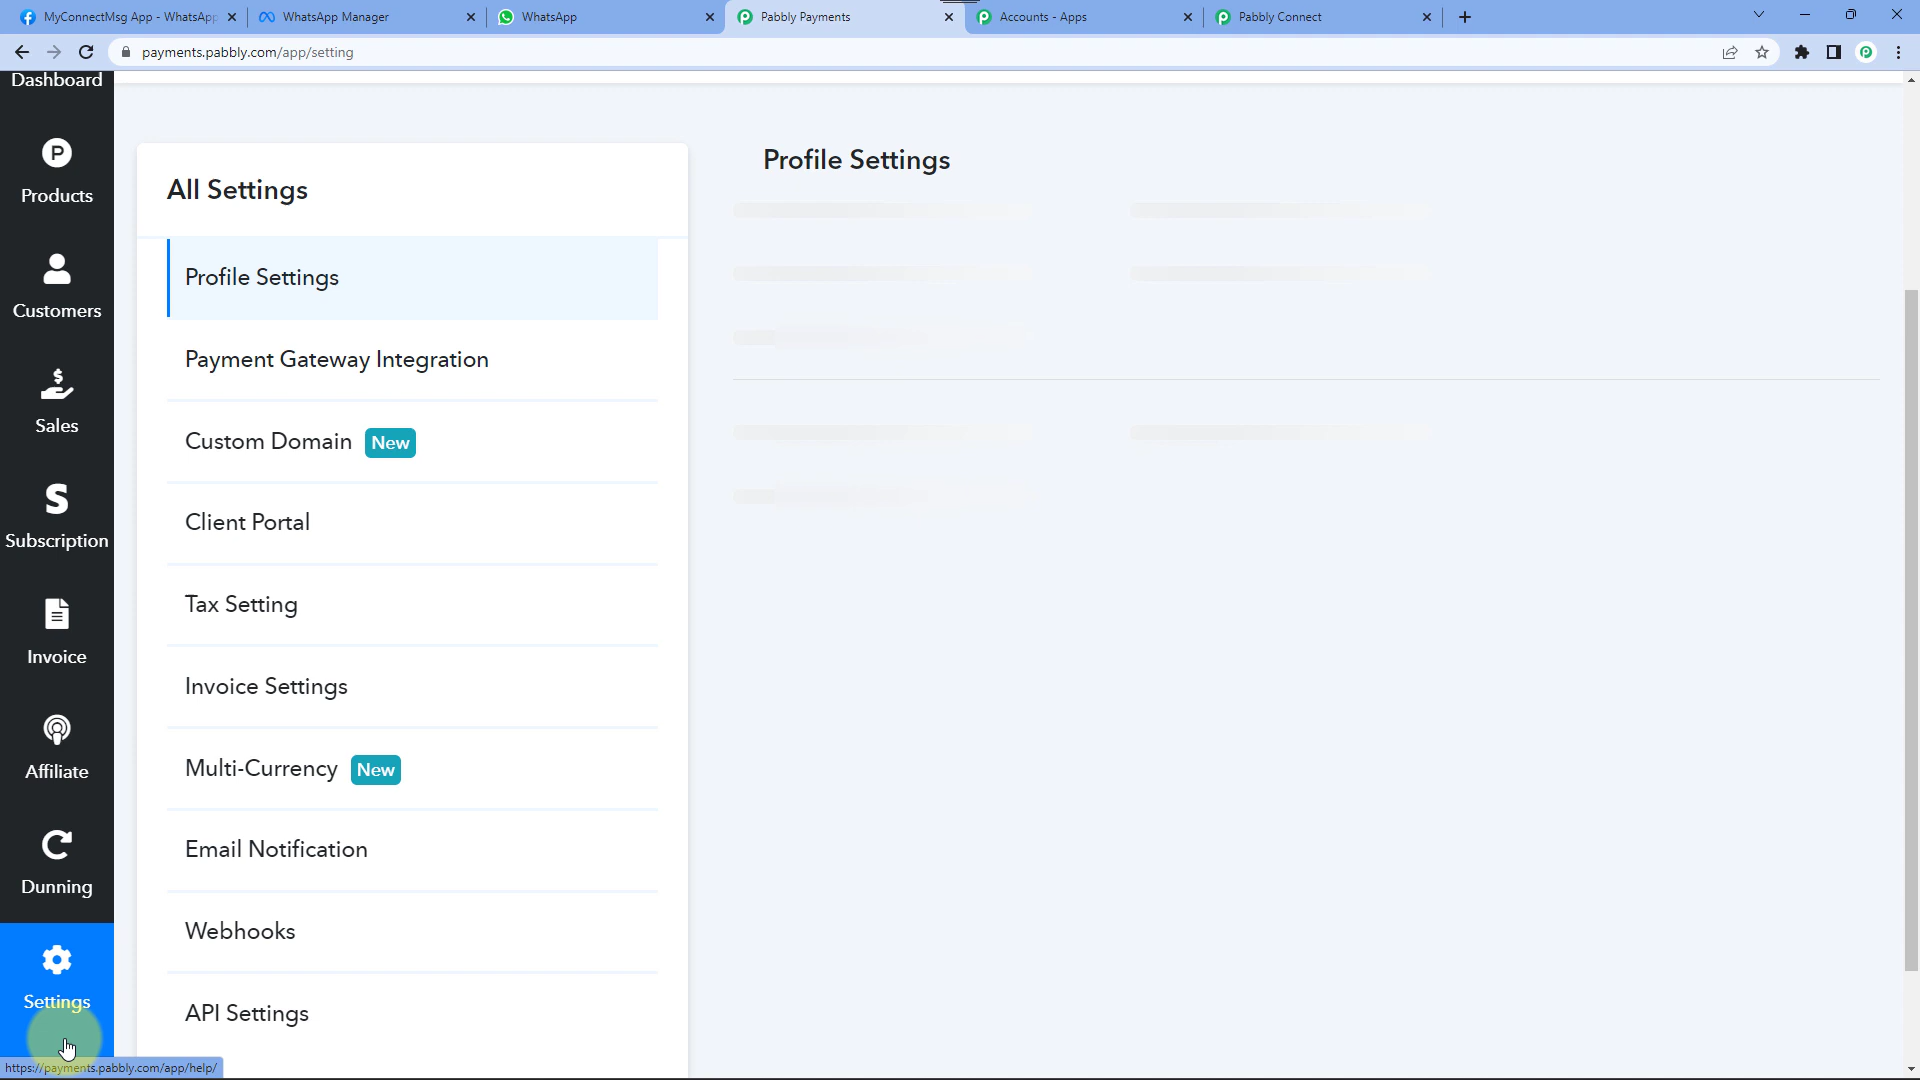 MyConnectMsg App - WhatsApp
WhatsApp Manager
WhatsApp
Pabbly Payments
Accounts - Apps
Pabbly Connect
payments.pabbly.com/app/setting
Dashboard
Products
Customers
Sales
Subscription
Invoice
Affiliate
Dunning
Settings
All Settings
Profile Settings
Payment Gateway Integration
Custom Domain New
Client Portal
Tax Setting
Invoice Settings
Multi-Currency New
Email Notification
Webhooks
API Settings
Profile Settings
https://payments.pabbly.com/app/help/